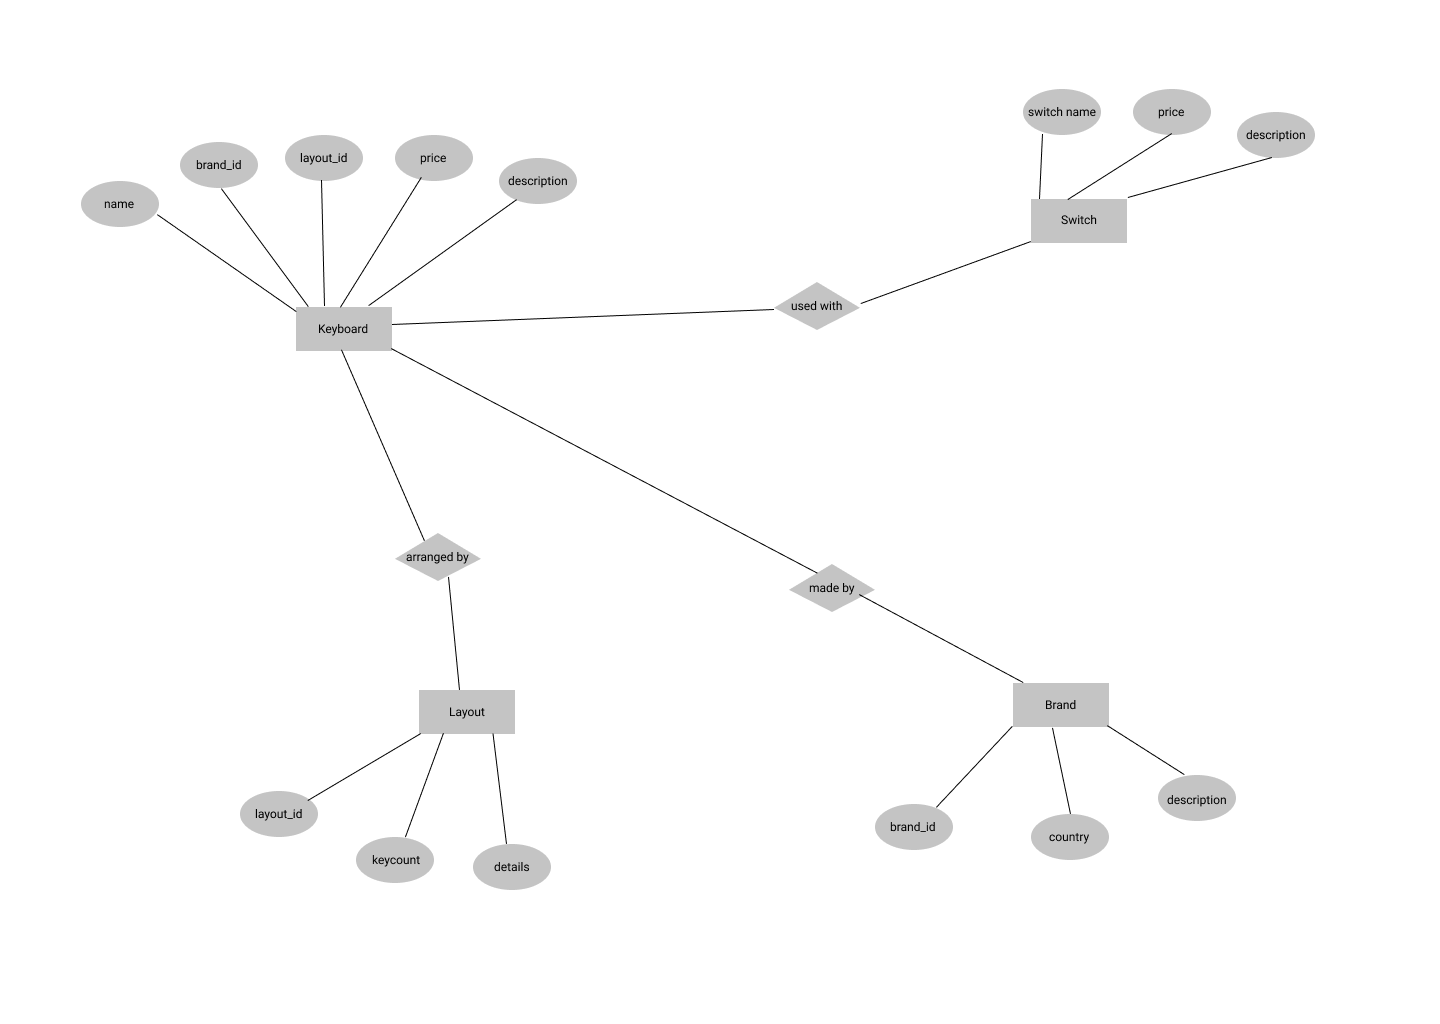 switch name
price
description
name
brand_id
layout_id
price
description
Switch
Keyboard
used with
arranged by
made by
Layout
Brand
layout_id
keycount
details
brand_id
country
description